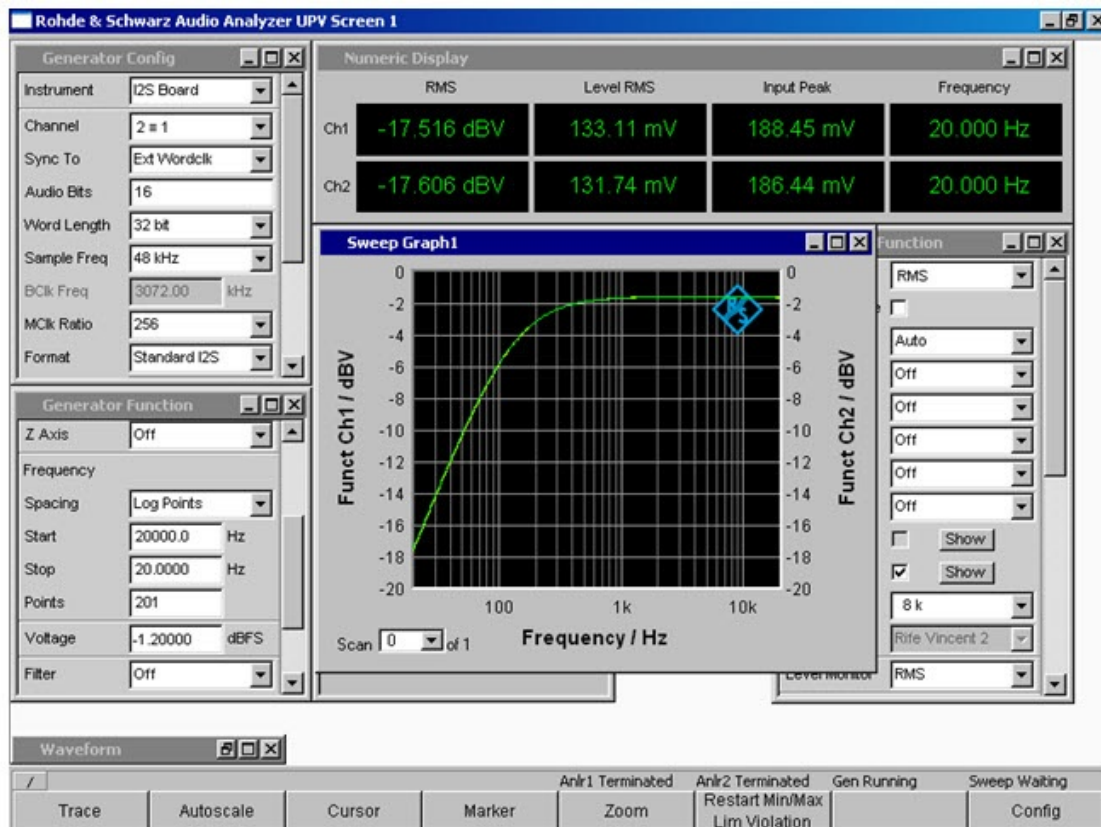 Rohde & Schwarz Audio Analyzer UPV Screen 1
Generator Config
Instrument I2S Board
Channel 2 ≡ 1
Sync To Ext Wordclk
Audio Bits 16
Word Length 32 bit
Sample Freq 48 kHz
BClk Freq 3072.00 kHz
MClk Ratio 256
Format Standard I2S
Generator Function
Z Axis Off
Frequency
Spacing Log Points
Start 20000.0 Hz
Stop 20.0000 Hz
Points 201
Voltage -1.20000 dBFS
Filter Off
Numeric Display
RMS Level RMS Input Peak Frequency
Ch1 -17.516 dBV 133.11 mV 188.45 mV 20.000 Hz
Ch2 -17.606 dBV 131.74 mV 186.44 mV 20.000 Hz
Sweep Graph1
0 0
-2 -2
-4 -4
-6 -6
-8 -8
-10 -10
-12 -12
-14 -14
-16 -16
-18 -18
-20 -20
Funct Ch1 / dBV
Funct Ch2 / dBV
R S
100 1k 10k
Frequency / Hz
Scan 0 of 1
Function
RMS
Auto
Off
Off
Off
Off
Off
Show
Show
8 k
Rife Vincent 2
Level Monitor RMS
Waveform
/ Anlr1 Terminated Anlr2 Terminated Gen Running Sweep Waiting
Trace Autoscale Cursor Marker Zoom Restart Min/Max Config
Lim Violation